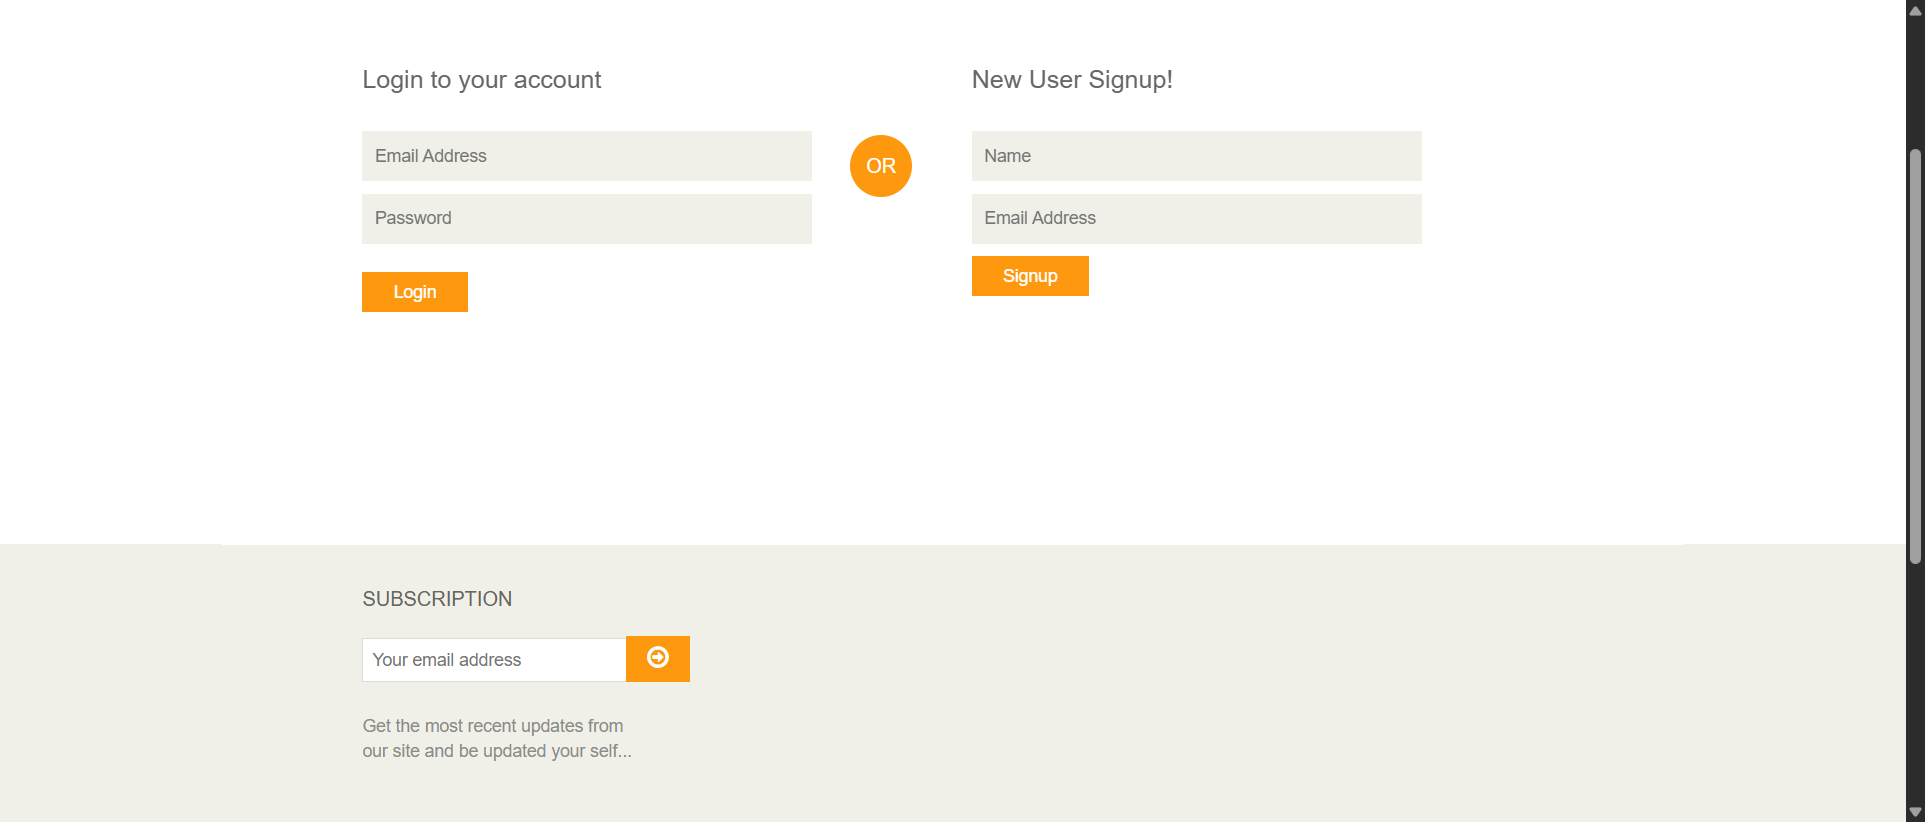 Login to your account
Email Address
Password
Login
OR
New User Signup!
Name
Email Address
Signup
SUBSCRIPTION
Your email address
Get the most recent updates from
our site and be updated your self...